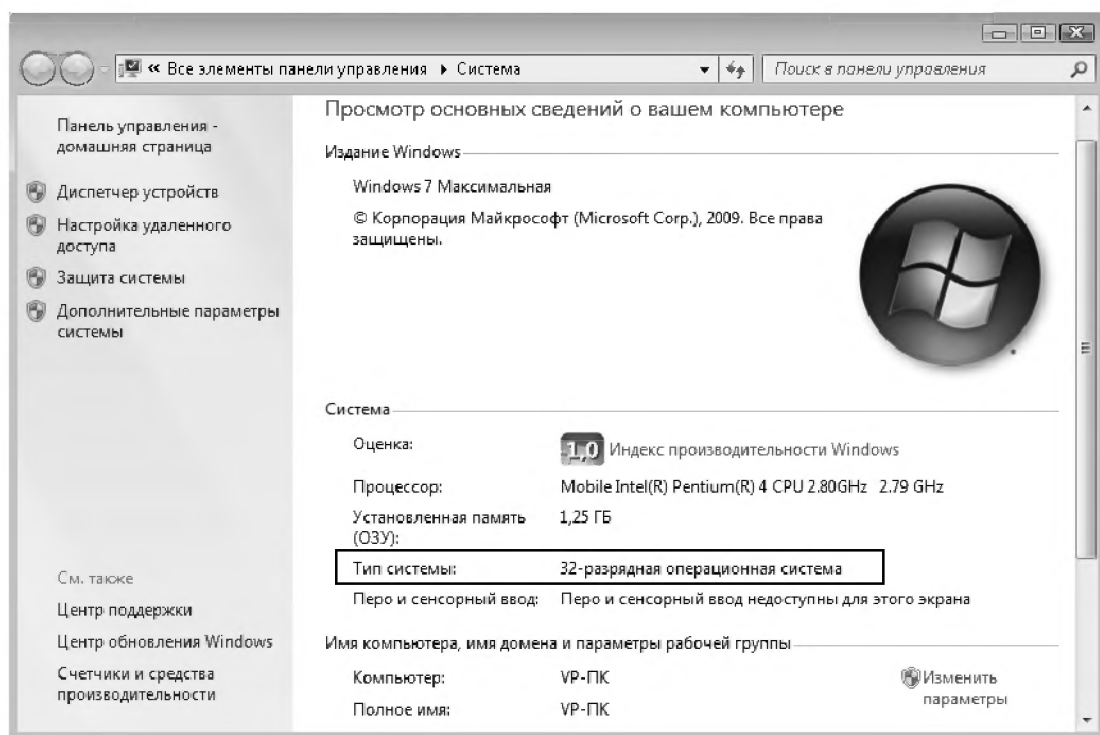 « Все элементы панели управления ▸ Система
Поиск в панели управления
Панель управления -
домашняя страница
Диспетчер устройств
Настройка удаленного
доступа
Защита системы
Дополнительные параметры
системы
См. также
Центр поддержки
Центр обновления Windows
Счетчики и средства
производительности
Просмотр основных сведений о вашем компьютере
Издание Windows
Windows 7 Максимальная
© Корпорация Майкрософт (Microsoft Corp.), 2009. Все права
защищены.
Система
Оценка:
1,0 Индекс производительности Windows
Процессор: Mobile Intel(R) Pentium(R) 4 CPU 2.80GHz 2.79 GHz
Установленная память 1,25 ГБ
(ОЗУ):
Тип системы: 32-разрядная операционная система
Перо и сенсорный ввод: Перо и сенсорный ввод недоступны для этого экрана
Имя компьютера, имя домена и параметры рабочей группы
Компьютер: VP-ПК
Изменить
параметры
Полное имя: VP-ПК